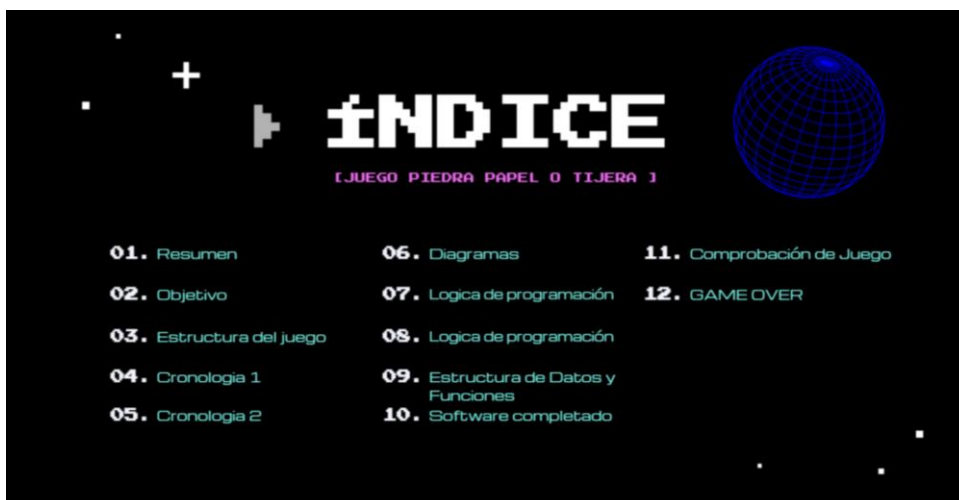 íNDICE
[JUEGO PIEDRA PAPEL O TIJERA ]
01. Resumen
02. Objetivo
03. Estructura del juego
04. Cronologia 1
05. Cronologia 2
06. Diagramas
07. Logica de programación
08. Logica de programación
09. Estructura de Datos y
Funciones
10. Software completado
11. Comprobación de Juego
12. GAME OVER